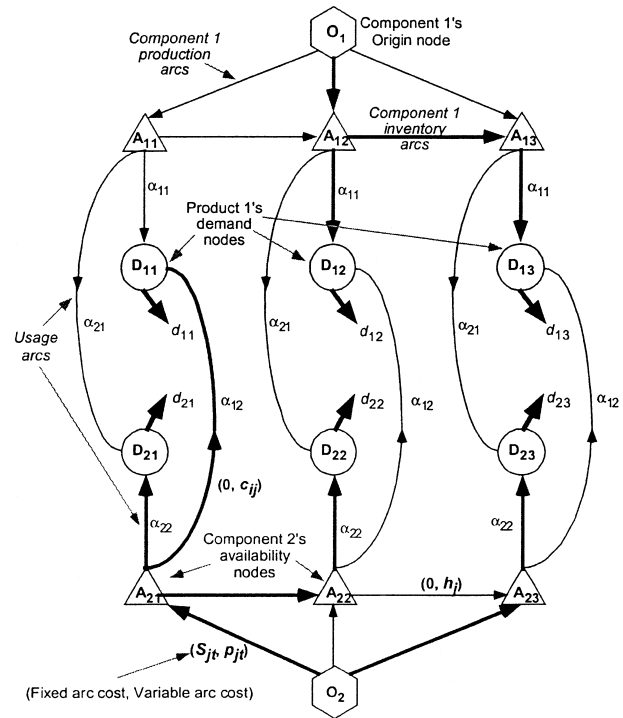 O1
Component 1's
Origin node
Component 1
production
arcs
Component 1
inventory
arcs
A11
A12
A13
α11
α11
α11
Product 1's
demand
nodes
D11
D12
D13
d11
d12
d13
Usage
arcs
α21
α21
α21
α12
α12
α12
d21
d22
d23
D21
D22
D23
(0, cij)
α22
α22
α22
Component 2's
availability
nodes
(0, hj)
A21
A22
A23
(Sjt, pjt)
(Fixed arc cost, Variable arc cost)
O2